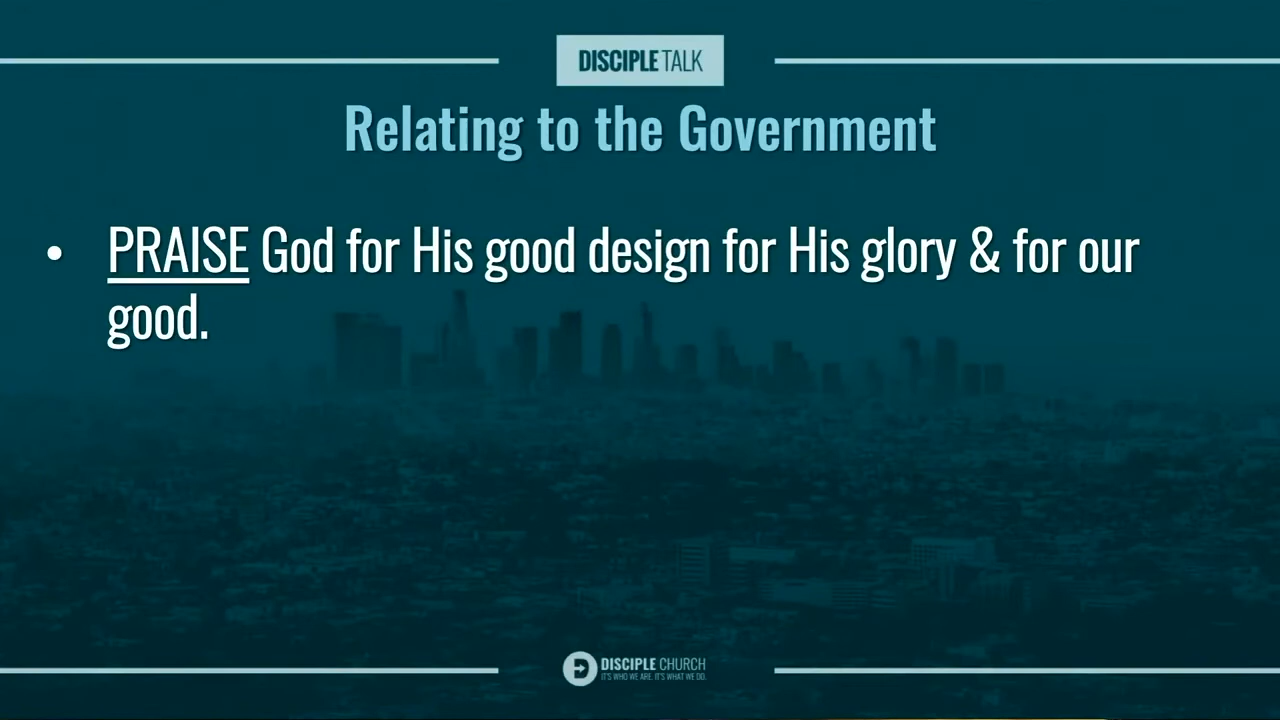 DISCIPLE TALK
Relating to the Government
• PRAISE God for His good design for His glory & for our
good.
DISCIPLE CHURCH
IT'S WHO WE ARE. IT'S WHAT WE DO.